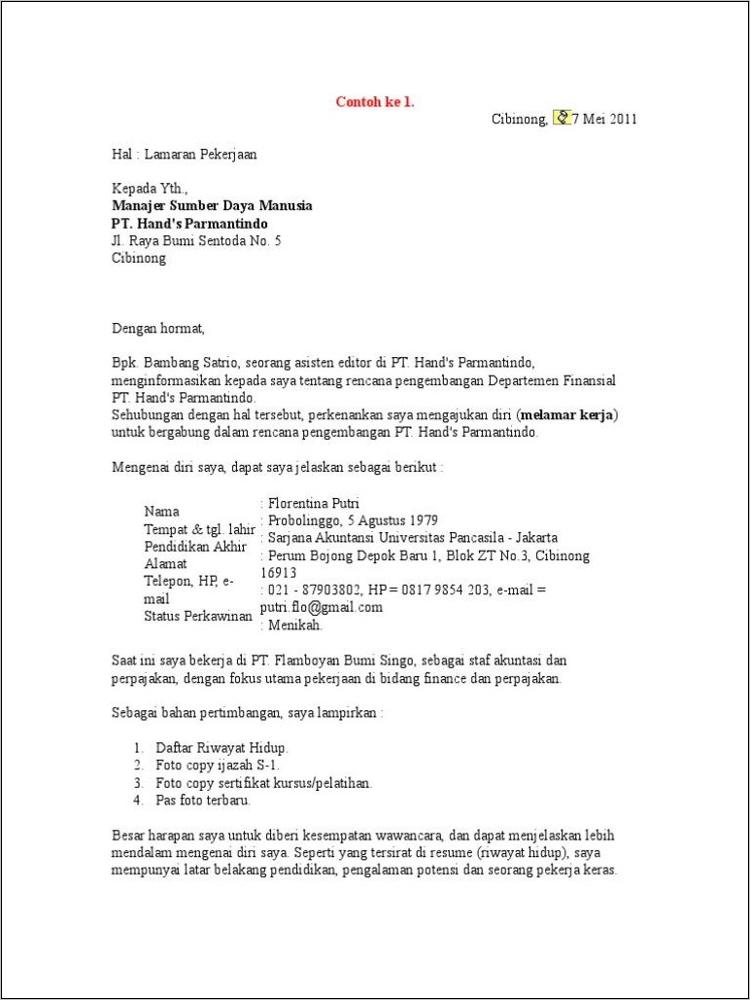 Contoh ke 1.
Cibinong, 7 Mei 2011
Hal : Lamaran Pekerjaan
Kepada Yth.,
Manajer Sumber Daya Manusia
PT. Hand's Parmantindo
Jl. Raya Bumi Sentoda No. 5
Cibinong
Dengan hormat,
Bpk. Bambang Satrio, seorang asisten editor di PT. Hand's Parmantindo,
menginformasikan kepada saya tentang rencana pengembangan Departemen Finansial
PT. Hand's Parmantindo.
Sehubungan dengan hal tersebut, perkenankan saya mengajukan diri (melamar kerja)
untuk bergabung dalam rencana pengembangan PT. Hand's Parmantindo.
Mengenai diri saya, dapat saya jelaskan sebagai berikut :
Nama
Tempat & tgl. lahir
Pendidikan Akhir
Alamat
Telepon, HP, e-
mail
Status Perkawinan
: Florentina Putri
: Probolinggo, 5 Agustus 1979
: Sarjana Akuntansi Universitas Pancasila - Jakarta
: Perum Bojong Depok Baru 1, Blok ZT No.3, Cibinong
16913
: 021 - 87903802, HP = 0817 9854 203, e-mail =
putri.flo@gmail.com
: Menikah.
Saat ini saya bekerja di PT. Flamboyan Bumi Singo, sebagai staf akuntasi dan
perpajakan, dengan fokus utama pekerjaan di bidang finance dan perpajakan.
Sebagai bahan pertimbangan, saya lampirkan :
1. Daftar Riwayat Hidup.
2. Foto copy ijazah S-1.
3. Foto copy sertifikat kursus/pelatihan.
4. Pas foto terbaru.
Besar harapan saya untuk diberi kesempatan wawancara, dan dapat menjelaskan lebih
mendalam mengenai diri saya. Seperti yang tersirat di resume (riwayat hidup), saya
mempunyai latar belakang pendidikan, pengalaman potensi dan seorang pekerja keras.